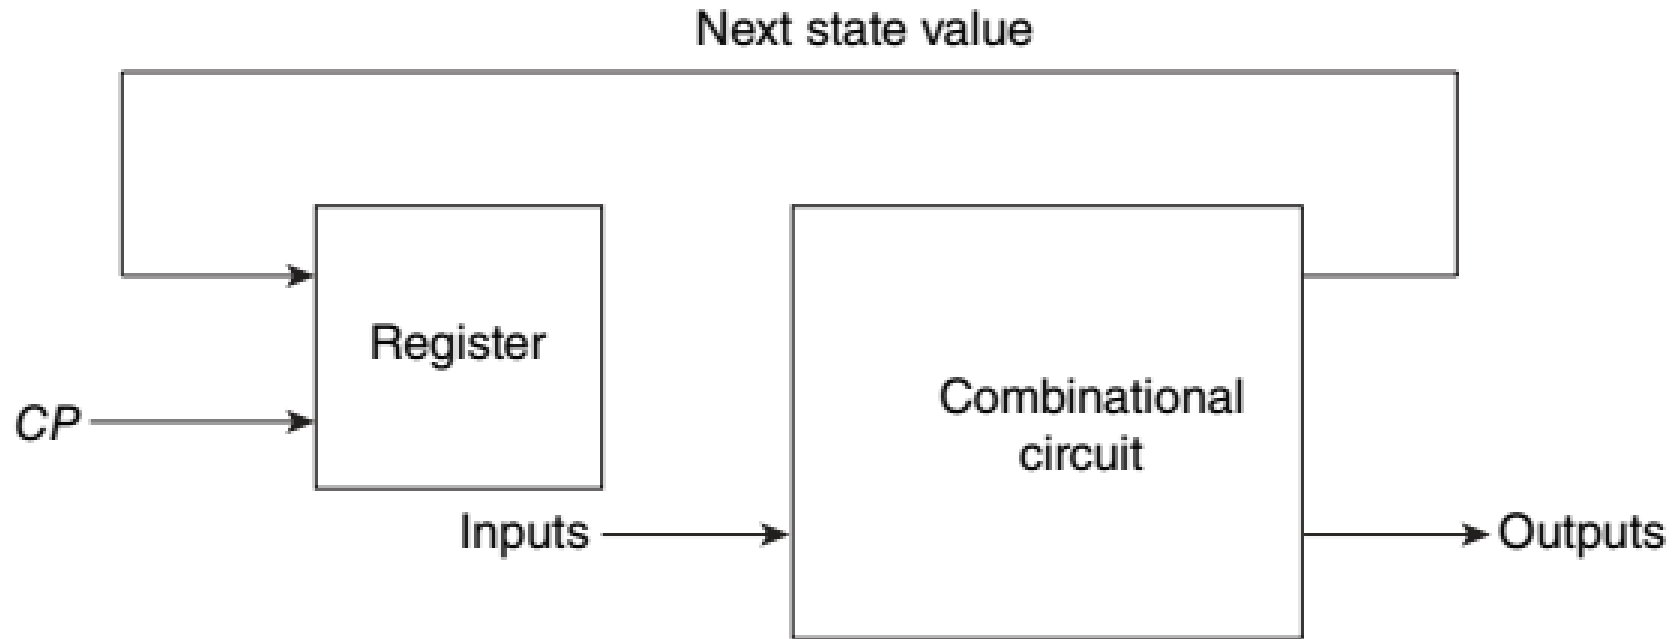 Next state value
Register
CP
Combinational
circuit
Inputs
Outputs